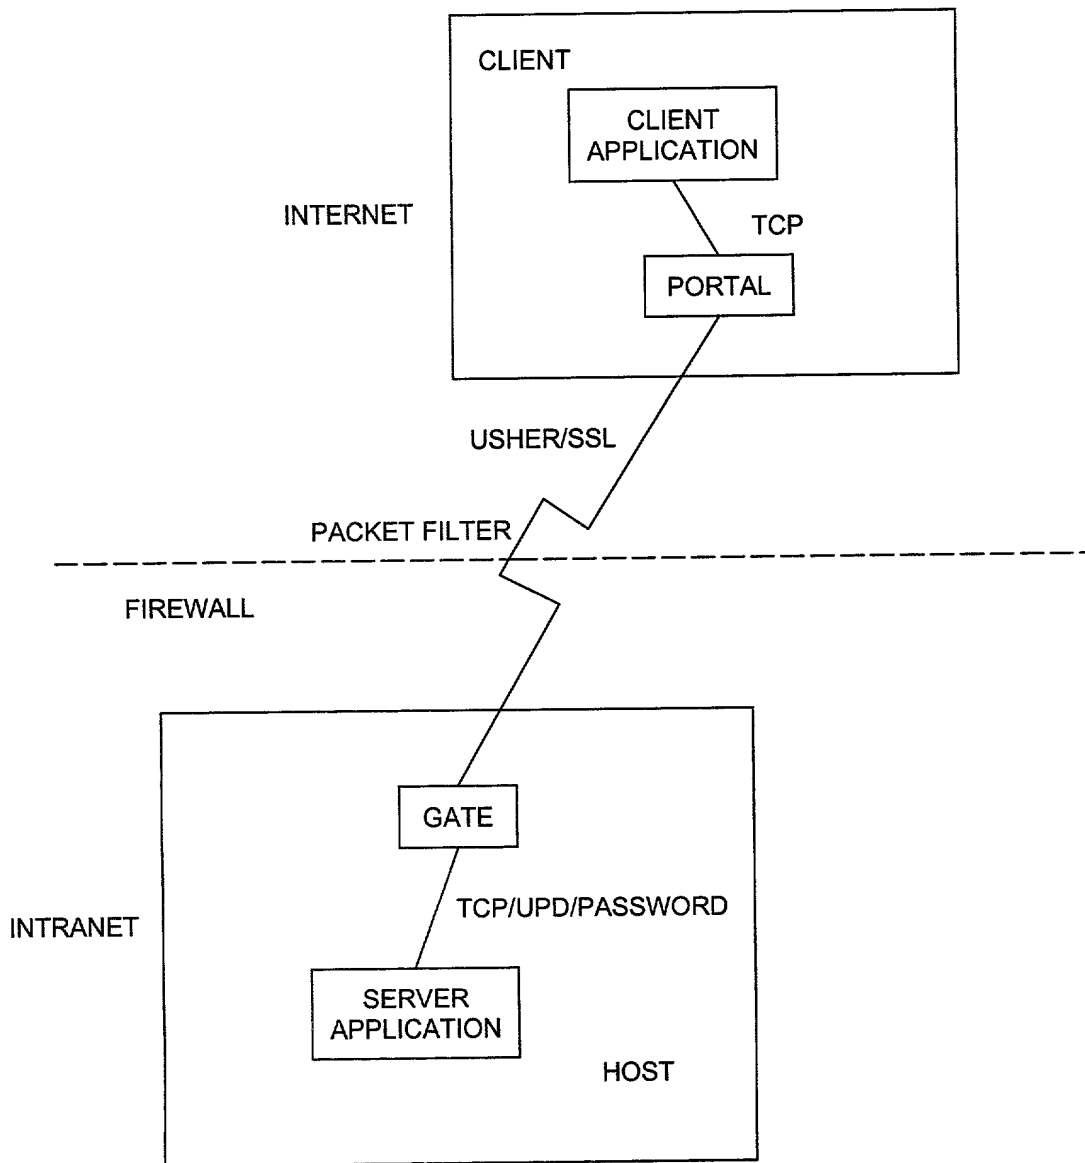 CLIENT
CLIENT
APPLICATION
INTERNET
TCP
PORTAL
USHER/SSL
PACKET FILTER
FIREWALL
GATE
TCP/UPD/PASSWORD
INTRANET
SERVER
APPLICATION
HOST